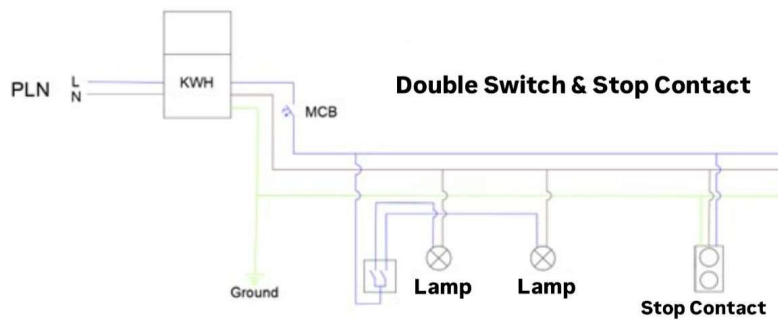 Double Switch & Stop Contact
PLN
L
N
KWH
MCB
Ground
Lamp
Lamp
Stop Contact